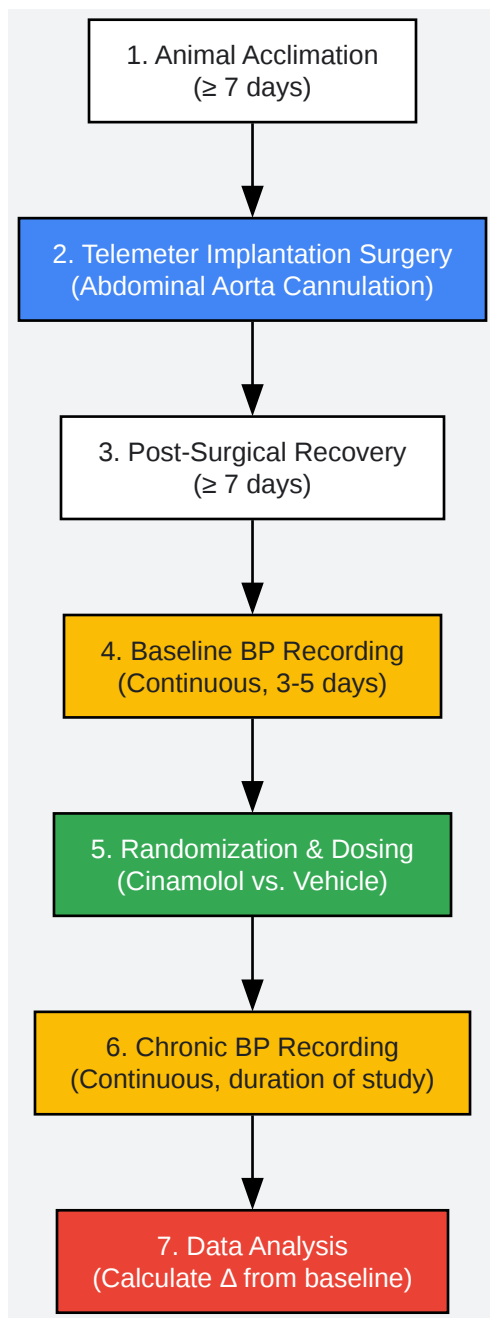 1. Animal Acclimation
(≥ 7 days)
2. Telemeter Implantation Surgery
(Abdominal Aorta Cannulation)
3. Post-Surgical Recovery
(≥ 7 days)
4. Baseline BP Recording
(Continuous, 3-5 days)
5. Randomization & Dosing
(Cinamolol vs. Vehicle)
6. Chronic BP Recording
(Continuous, duration of study)
7. Data Analysis
(Calculate Δ from baseline)